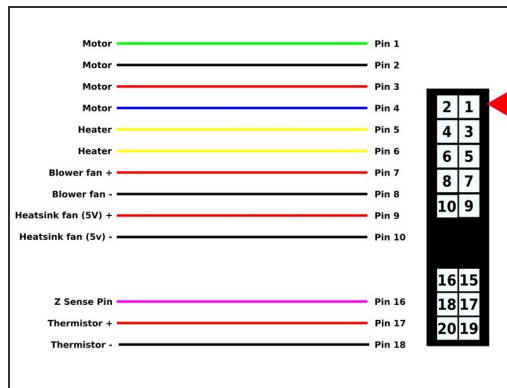 Motor Pin 1
Motor Pin 2
Motor Pin 3
Motor Pin 4
Heater Pin 5
Heater Pin 6
Blower fan + Pin 7
Blower fan - Pin 8
Heatsink fan (5V) + Pin 9
Heatsink fan (5v) - Pin 10
Z Sense Pin Pin 16
Thermistor + Pin 17
Thermistor - Pin 18
2 1
4 3
6 5
8 7
10 9
16 15
18 17
20 19